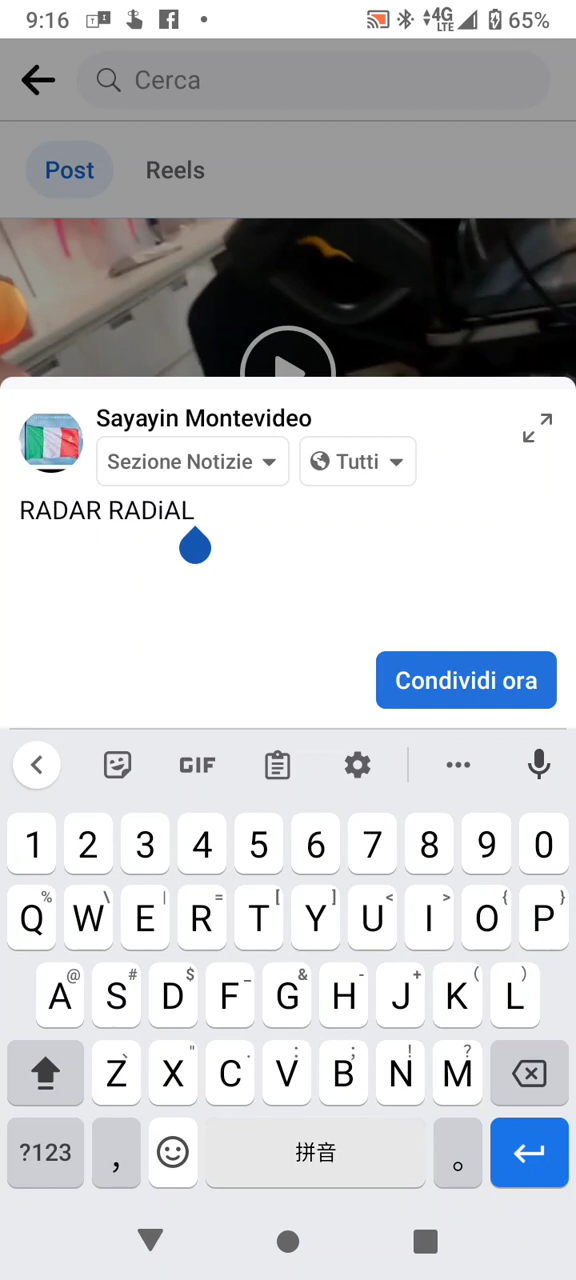 9:16
4G
LTE
65%
Cerca
Post
Reels
Sayayin Montevideo
Sezione Notizie
Tutti
RADAR RADiAL
Condividi ora
GIF
1 2 3 4 5 6 7 8 9 0
% \ | = [ ] < > { }
Q W E R T Y U I O P
@ # $ _ & - + ( )
A S D F G H J K L
` " · : ; ! ?
Z X C V B N M
?123 , 拼音 。